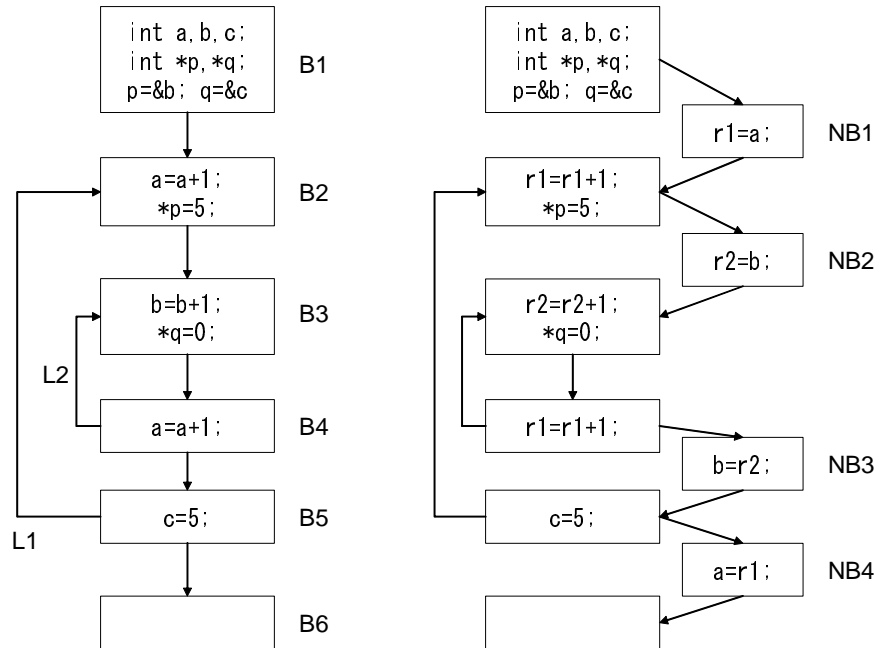 int a,b,c;
int *p,*q;
p=&b; q=&c
B1
a=a+1;
*p=5;
B2
b=b+1;
*q=0;
B3
L2
a=a+1;
B4
c=5;
B5
L1
B6
int a,b,c;
int *p,*q;
p=&b; q=&c
r1=a;
NB1
r1=r1+1;
*p=5;
r2=b;
NB2
r2=r2+1;
*q=0;
r1=r1+1;
b=r2;
NB3
c=5;
a=r1;
NB4